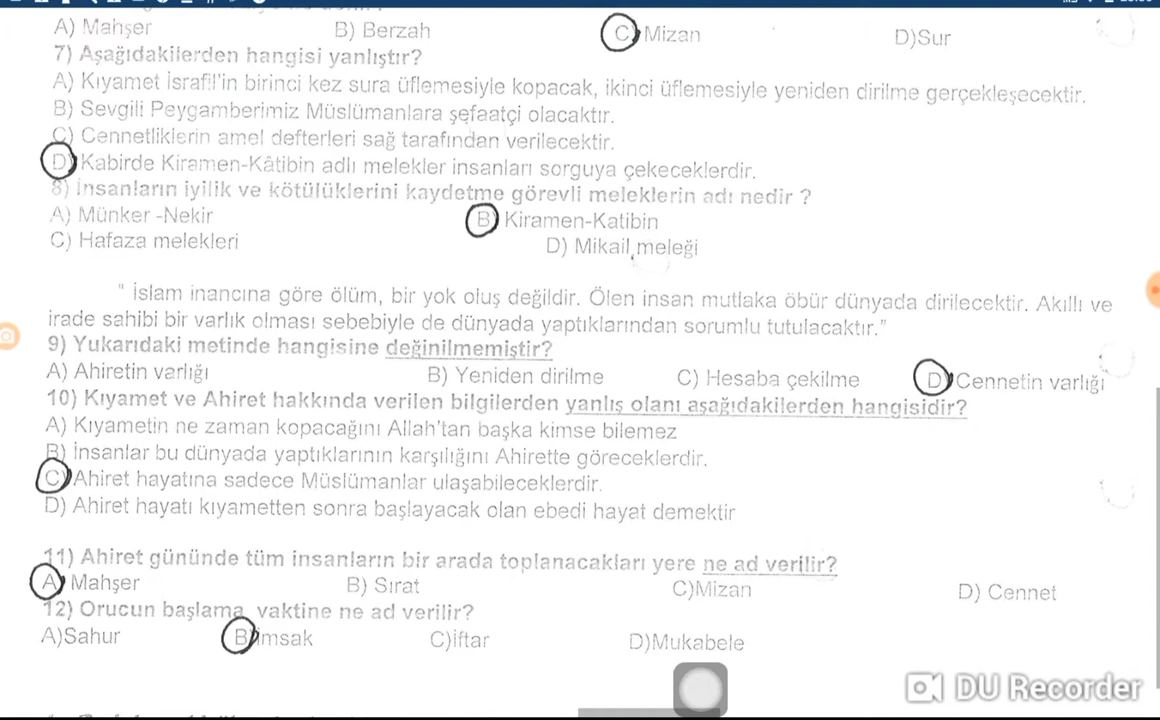 A) Mahşer B) Berzah C) Mizan D)Sur
7) Aşağıdakilerden hangisi yanlıştır?
A) Kıyamet İsrafil'in birinci kez sura üflemesiyle kopacak, ikinci üflemesiyle yeniden dirilme gerçekleşecektir.
B) Sevgili Peygamberimiz Müslümanlara şefaatçi olacaktır.
C) Cennetliklerin amel defterleri sağ tarafından verilecektir.
D) Kabirde Kiramen-Kâtibin adlı melekler insanları sorguya çekeceklerdir.
8) İnsanların iyilik ve kötülüklerini kaydetme görevli meleklerin adı nedir ?
A) Münker -Nekir B) Kiramen-Katibin
C) Hafaza melekleri D) Mikail meleği
" İslam inancına göre ölüm, bir yok oluş değildir. Ölen insan mutlaka öbür dünyada dirilecektir. Akıllı ve
irade sahibi bir varlık olması sebebiyle de dünyada yaptıklarından sorumlu tutulacaktır."
9) Yukarıdaki metinde hangisine değinilmemiştir?
A) Ahiretin varlığı B) Yeniden dirilme C) Hesaba çekilme D) Cennetin varlığı
10) Kıyamet ve Ahiret hakkında verilen bilgilerden yanlış olanı aşağıdakilerden hangisidir?
A) Kıyametin ne zaman kopacağını Allah'tan başka kimse bilemez
B) İnsanlar bu dünyada yaptıklarının karşılığını Ahirette göreceklerdir.
C) Ahiret hayatına sadece Müslümanlar ulaşabileceklerdir.
D) Ahiret hayatı kıyametten sonra başlayacak olan ebedi hayat demektir
11) Ahiret gününde tüm insanların bir arada toplanacakları yere ne ad verilir?
A) Mahşer B) Sırat C)Mizan D) Cennet
12) Orucun başlama vaktine ne ad verilir?
A)Sahur B)İmsak C)iftar D)Mukabele
DU Recorder